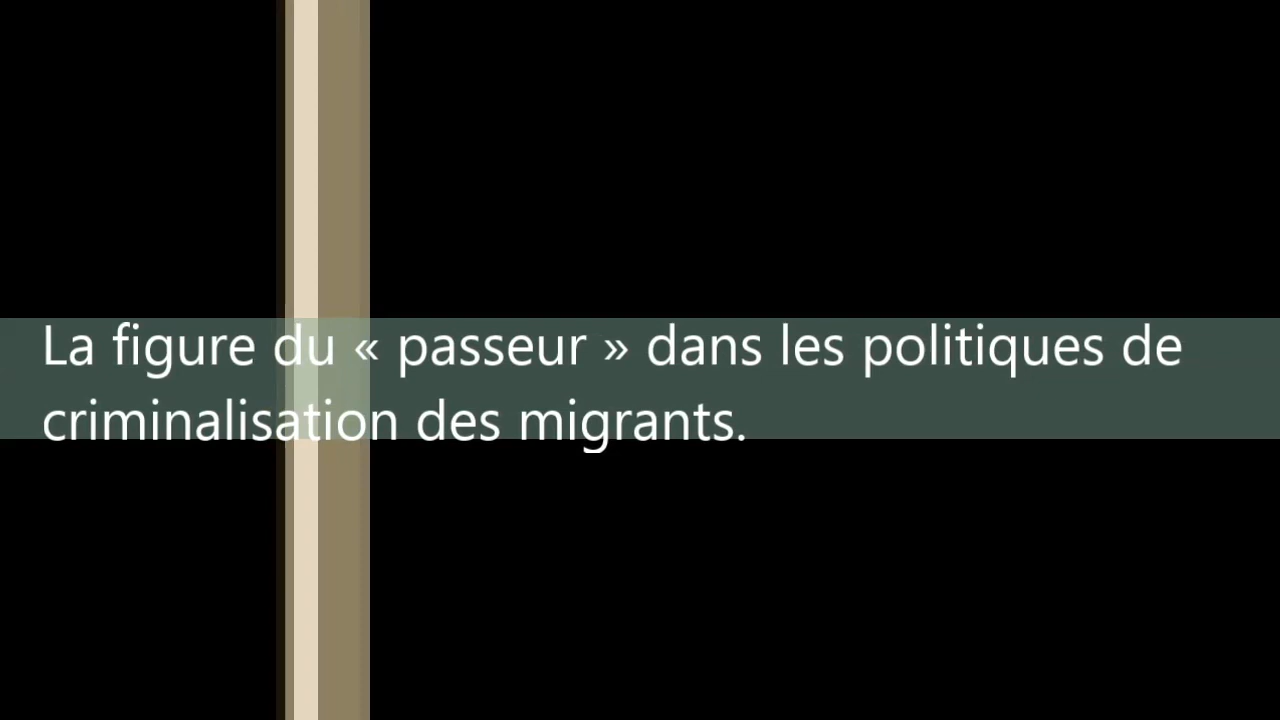 La figure du « passeur » dans les politiques de
criminalisation des migrants.